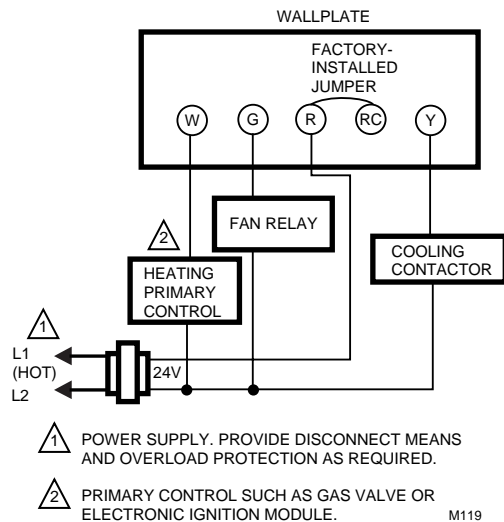 WALLPLATE
FACTORY-
INSTALLED
JUMPER
W G R RC Y
FAN RELAY
2
HEATING
PRIMARY
CONTROL
COOLING
CONTACTOR
1
L1
(HOT)
L2
24V
1 POWER SUPPLY. PROVIDE DISCONNECT MEANS
AND OVERLOAD PROTECTION AS REQUIRED.
2 PRIMARY CONTROL SUCH AS GAS VALVE OR
ELECTRONIC IGNITION MODULE.
M119